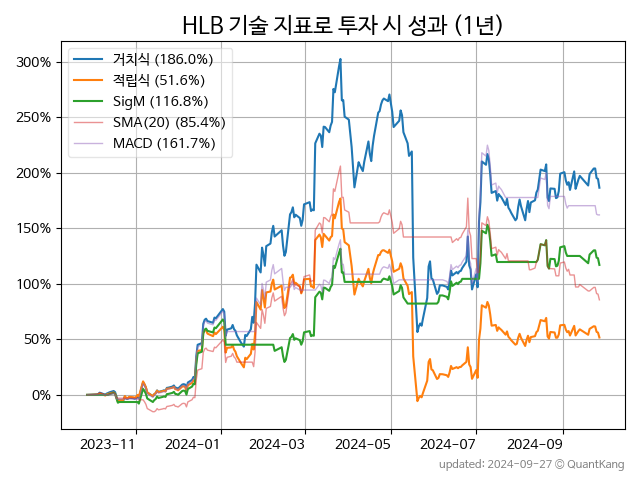 HLB 기술 지표로 투자 시 성과 (1년)
거치식 (186.0%)
적립식 (51.6%)
SigM (116.8%)
SMA(20) (85.4%)
MACD (161.7%)
300%
250%
200%
150%
100%
50%
0%
2023-11 2024-01 2024-03 2024-05 2024-07 2024-09
updated: 2024-09-27 © QuantKang